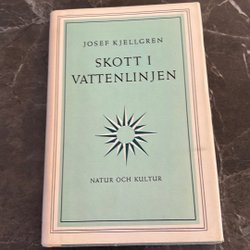 JOSEF KJELLGREN
SKOTT I
VATTENLINJEN
NATUR OCH KULTUR